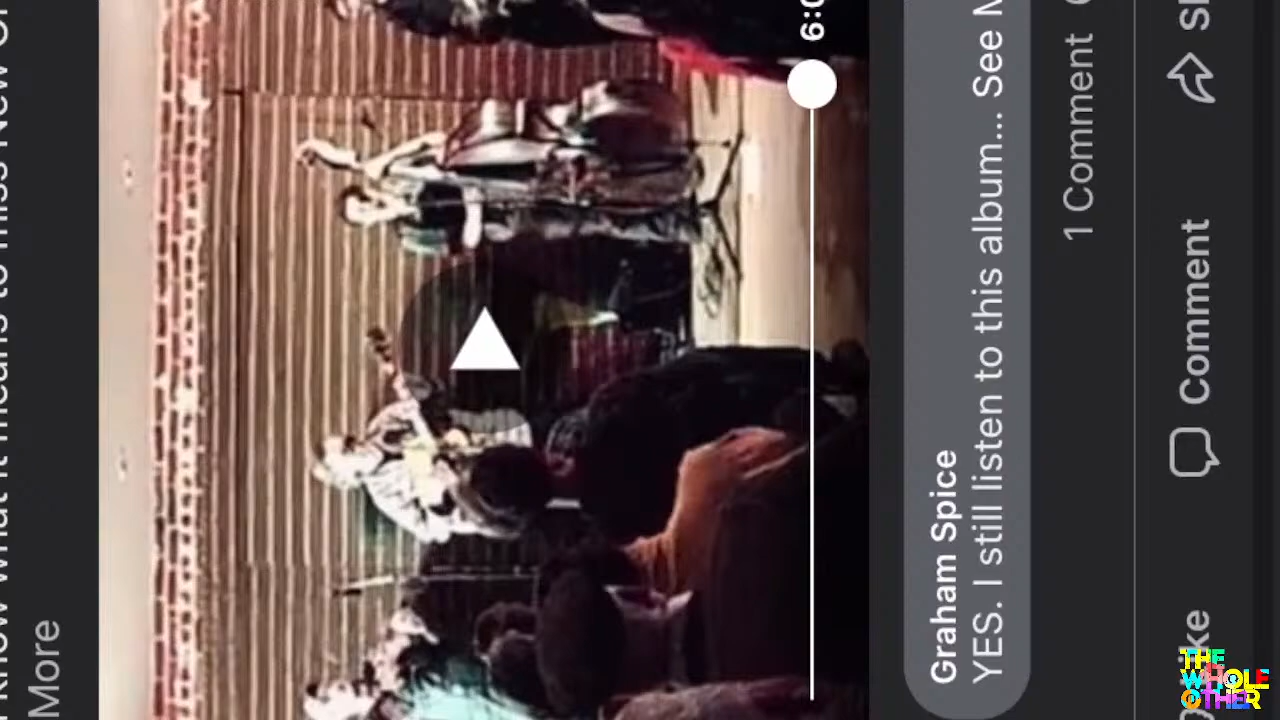 know what it means to miss New Or
More
6:0
Graham Spice
YES. I still listen to this album... See M
1 Comment
Comment
THE
WHOLE
OTHER